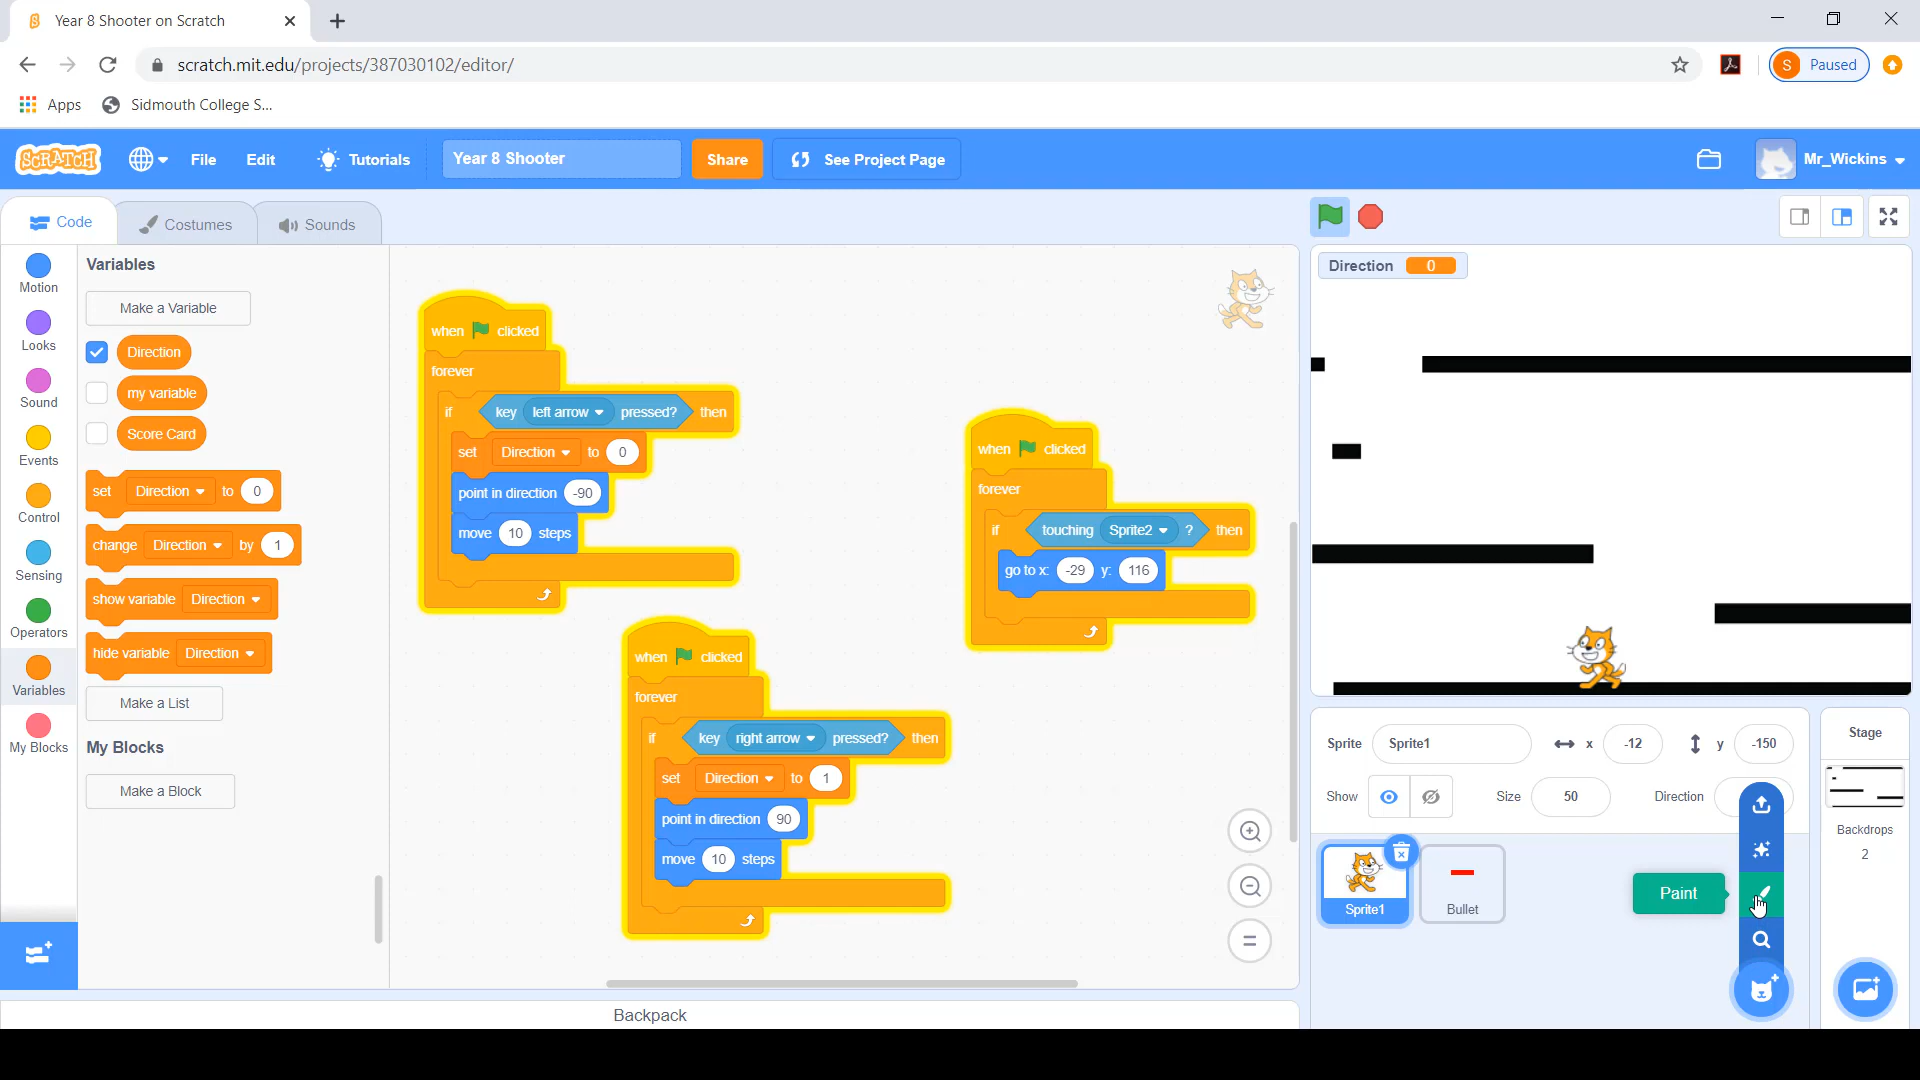 Year 8 Shooter on Scratch
scratch.mit.edu/projects/387030102/editor/
S Paused
Apps Sidmouth College S...
SCRATCH File Edit Tutorials Year 8 Shooter Share See Project Page Mr_Wickins
Code Costumes Sounds
Motion
Looks
Sound
Events
Control
Sensing
Operators
Variables
My Blocks
Variables
Make a Variable
Direction
my variable
Score Card
set Direction to 0
change Direction by 1
show variable Direction
hide variable Direction
Make a List
My Blocks
Make a Block
when clicked
forever
if key left arrow pressed? then
set Direction to 0
point in direction -90
move 10 steps
when clicked
forever
if key right arrow pressed? then
set Direction to 1
point in direction 90
move 10 steps
when clicked
forever
if touching Sprite2 ? then
go to x: -29 y: 116
Backpack
Direction 0
Sprite Sprite1 x -12 y -150
Show Size 50 Direction
Sprite1
Bullet
Paint
Stage
Backdrops
2